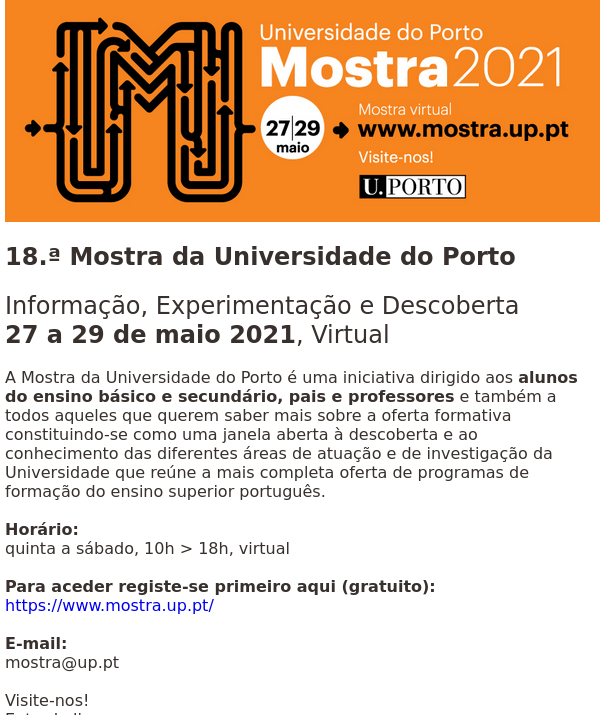 Universidade do Porto
Mostra 2021
27|29
maio
Mostra virtual
www.mostra.up.pt
Visite-nos!
U.PORTO
18.ª Mostra da Universidade do Porto
Informação, Experimentação e Descoberta
27 a 29 de maio 2021, Virtual
A Mostra da Universidade do Porto é uma iniciativa dirigido aos alunos
do ensino básico e secundário, pais e professores e também a
todos aqueles que querem saber mais sobre a oferta formativa
constituindo-se como uma janela aberta à descoberta e ao
conhecimento das diferentes áreas de atuação e de investigação da
Universidade que reúne a mais completa oferta de programas de
formação do ensino superior português.
Horário:
quinta a sábado, 10h > 18h, virtual
Para aceder registe-se primeiro aqui (gratuito):
https://www.mostra.up.pt/
E-mail:
mostra@up.pt
Visite-nos!